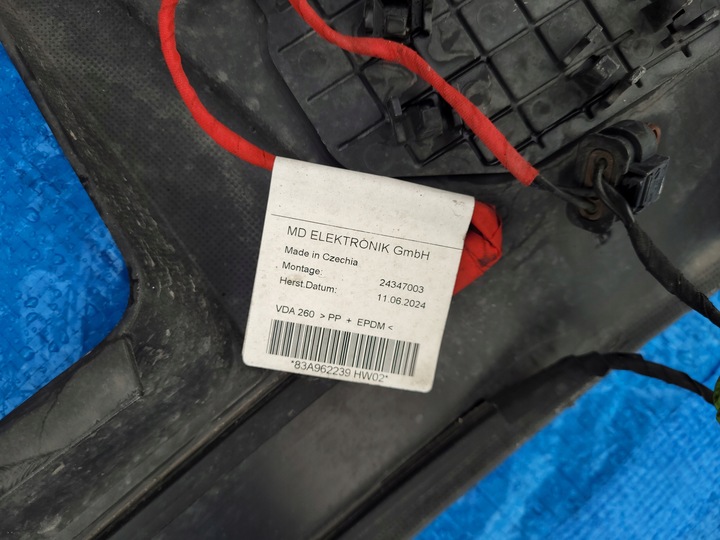 MD ELEKTRONIK GmbH
Made in Czechia
Montage: 24347003
Herst.Datum: 11.06.2024
VDA 260 >PP + EPDM<
*83A962239 HW02*